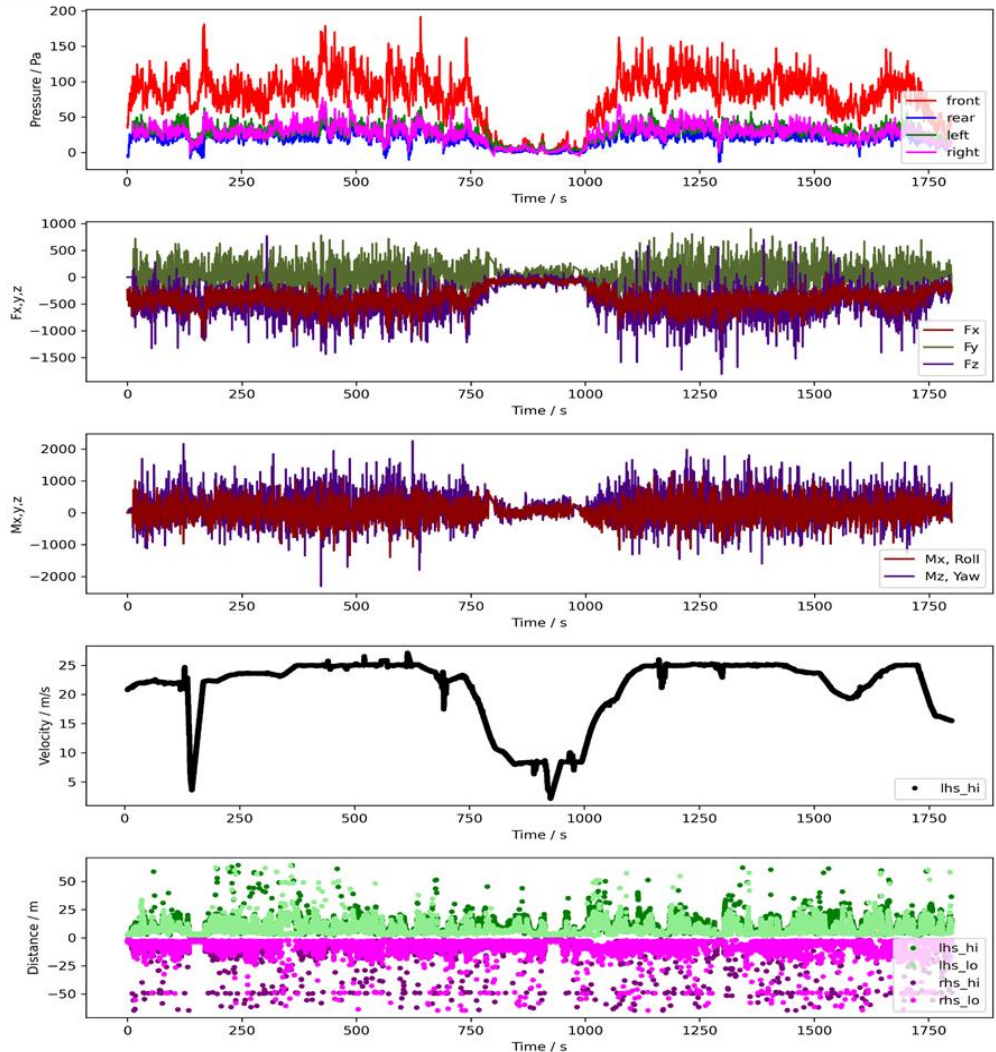 200
150
100
50
0
Pressure / Pa
front
rear
left
right
0 250 500 750 1000 1250 1500 1750
Time / s
1000
500
0
−500
−1000
−1500
Fx,y,z
Fx
Fy
Fz
0 250 500 750 1000 1250 1500 1750
Time / s
2000
1000
0
−1000
−2000
Mx,y,z
Mx, Roll
Mz, Yaw
0 250 500 750 1000 1250 1500 1750
Time / s
25
20
15
10
5
Velocity / m/s
lhs_hi
0 250 500 750 1000 1250 1500 1750
Time / s
50
25
0
−25
−50
Distance / m
lhs_hi
lhs_lo
rhs_hi
rhs_lo
0 250 500 750 1000 1250 1500 1750
Time / s